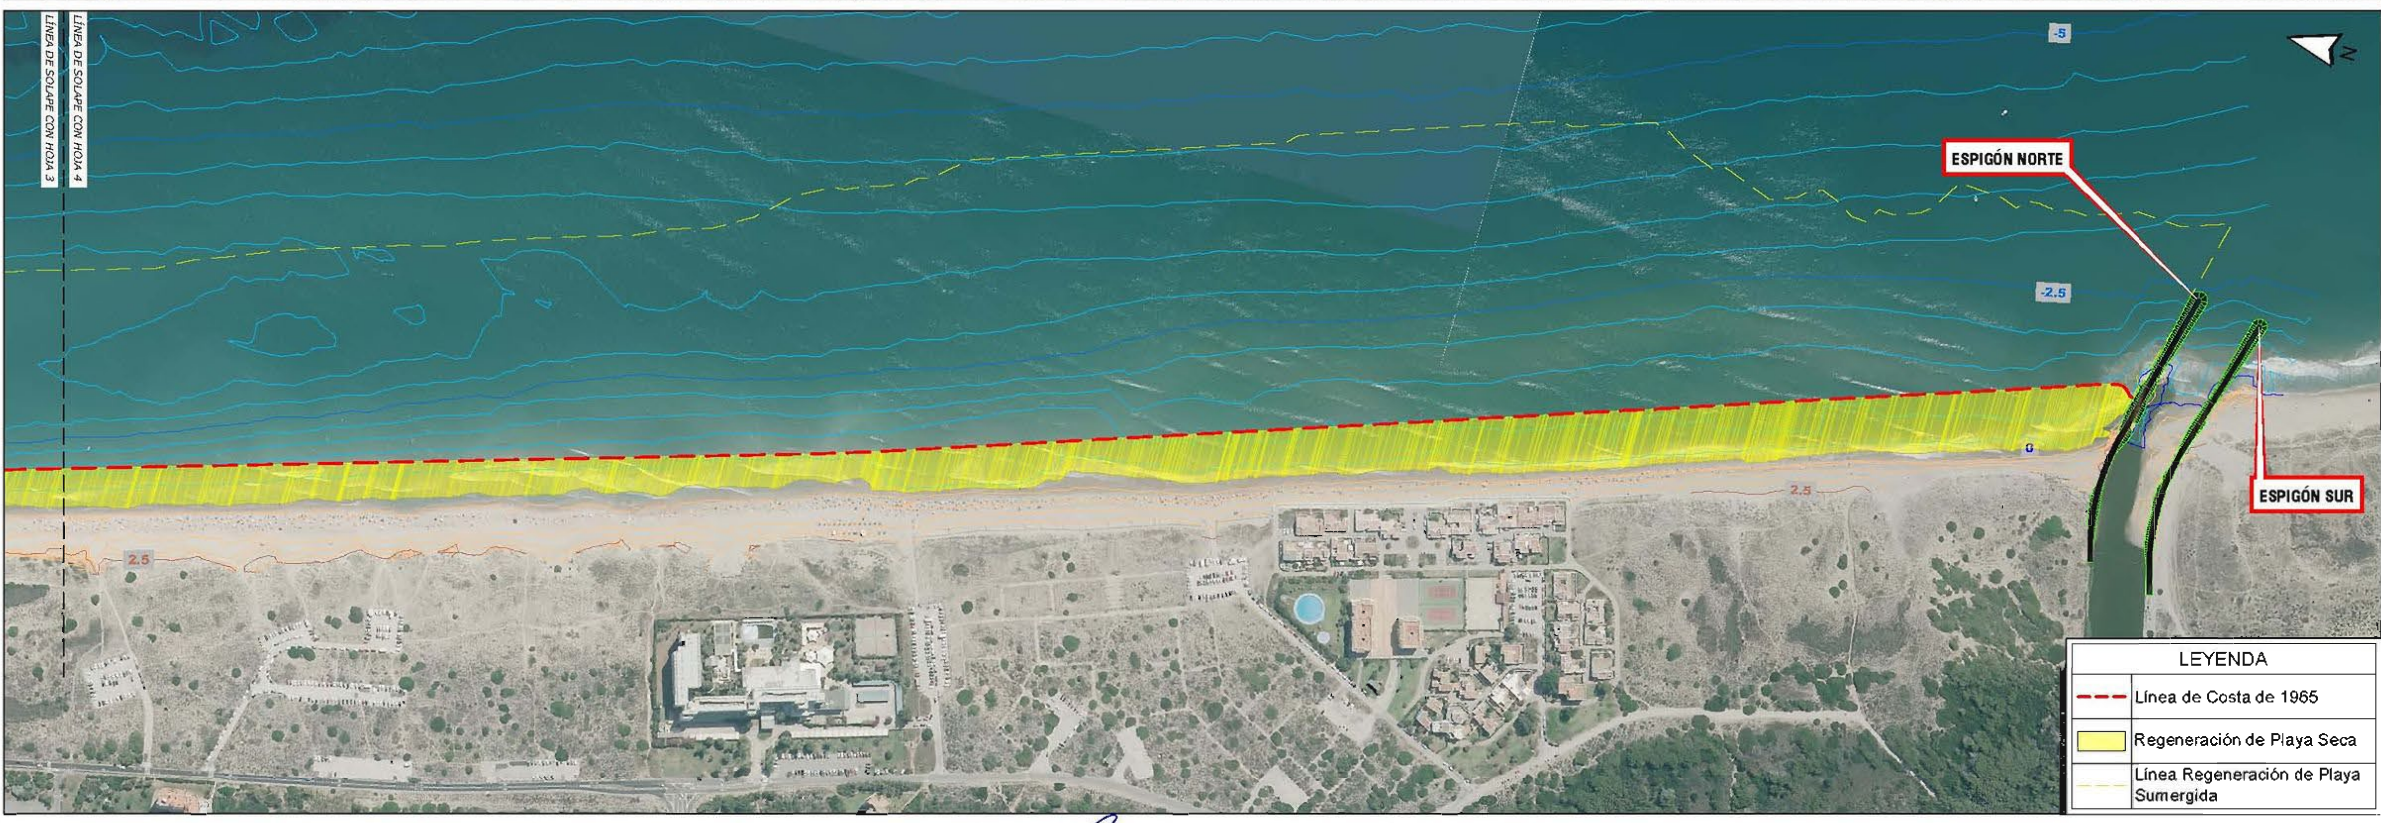 LÍNEA DE SOLAPE CON HOJA 3
LÍNEA DE SOLAPE CON HOJA 4
-5
N
ESPIGÓN NORTE
-2.5
0
2.5
2.5
ESPIGÓN SUR
LEYENDA
Línea de Costa de 1965
Regeneración de Playa Seca
Línea Regeneración de Playa
Sumergida